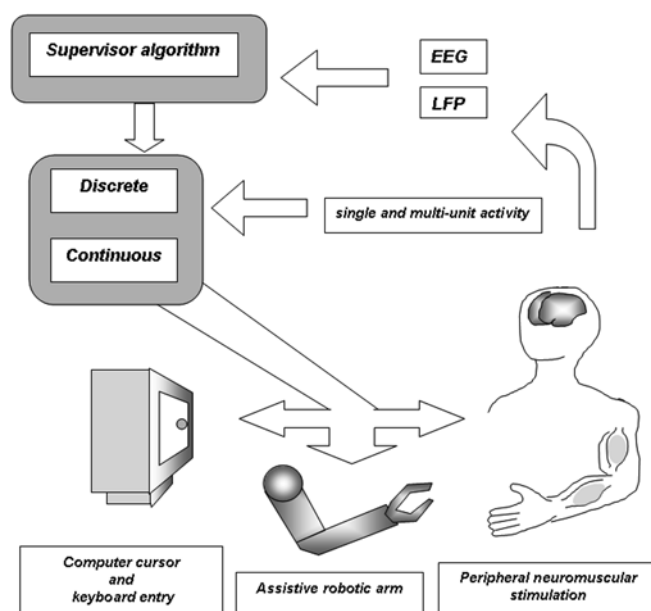 Supervisor algorithm
EEG
LFP
Discrete
single and multi-unit activity
Continuous
Computer cursor
and
keyboard entry
Assistive robotic arm
Peripheral neuromuscular
stimulation